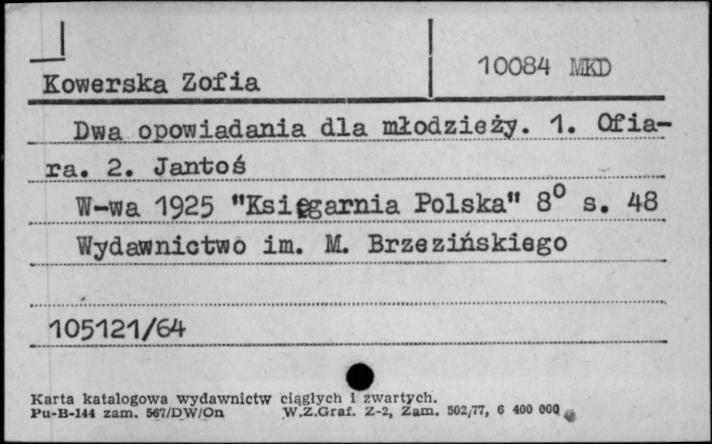 10084 MKD
Kowerska Zofia
Dwa opowiadania dla młodzieży. 1. Ofia-
ra. 2. Jantoś
W-wa 1925 "Księgarnia Polska" 8⁰ s. 48
Wydawnictwo im. M. Brzezińskiego
105121/64
Karta katalogowa wydawnictw ciągłych i zwartych.
Pu-B-144 zam. 567/DW/On W.Z.Graf. Z-2, Zam. 502/77, 6 400 000